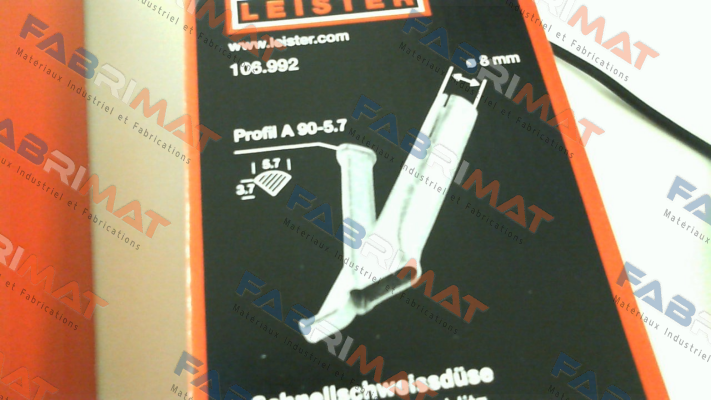 LEISTER
www.leister.com
106.992
ø 8 mm
Profil A 90-5.7
5.7
3.7
Schnellschweissdüse
FABRIMAT
Matériaux Industriel et Fabrications